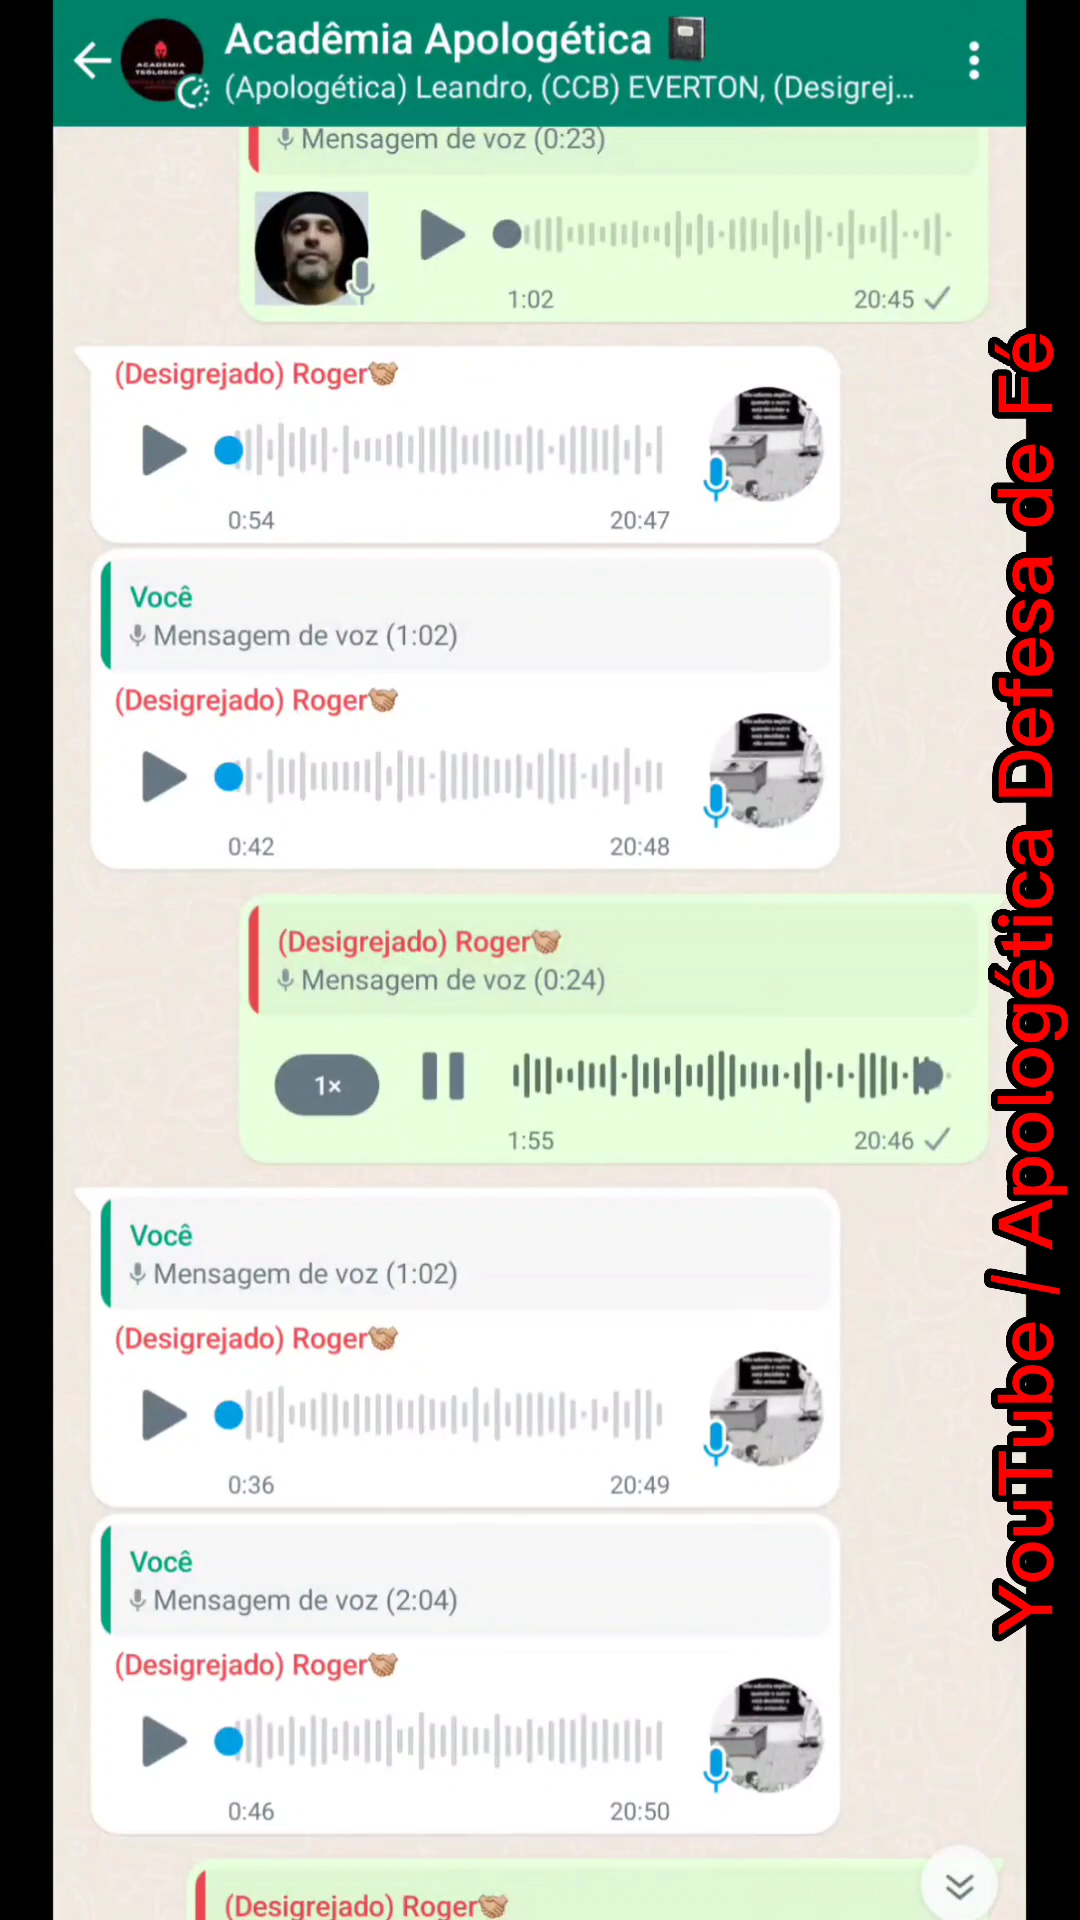 Acadêmia Apologética
(Apologética) Leandro, (CCB) EVERTON, (Desigrej...
ACADEMIA
TEOLOGICA
Mensagem de voz (0:23)
1:02 20:45
(Desigrejado) Roger
0:54 20:47
Você
Mensagem de voz (1:02)
(Desigrejado) Roger
0:42 20:48
(Desigrejado) Roger
Mensagem de voz (0:24)
1×
1:55 20:46
Você
Mensagem de voz (1:02)
(Desigrejado) Roger
0:36 20:49
Você
Mensagem de voz (2:04)
(Desigrejado) Roger
0:46 20:50
(Desigrejado) Roger
YouTube / Apologética Defesa de Fé